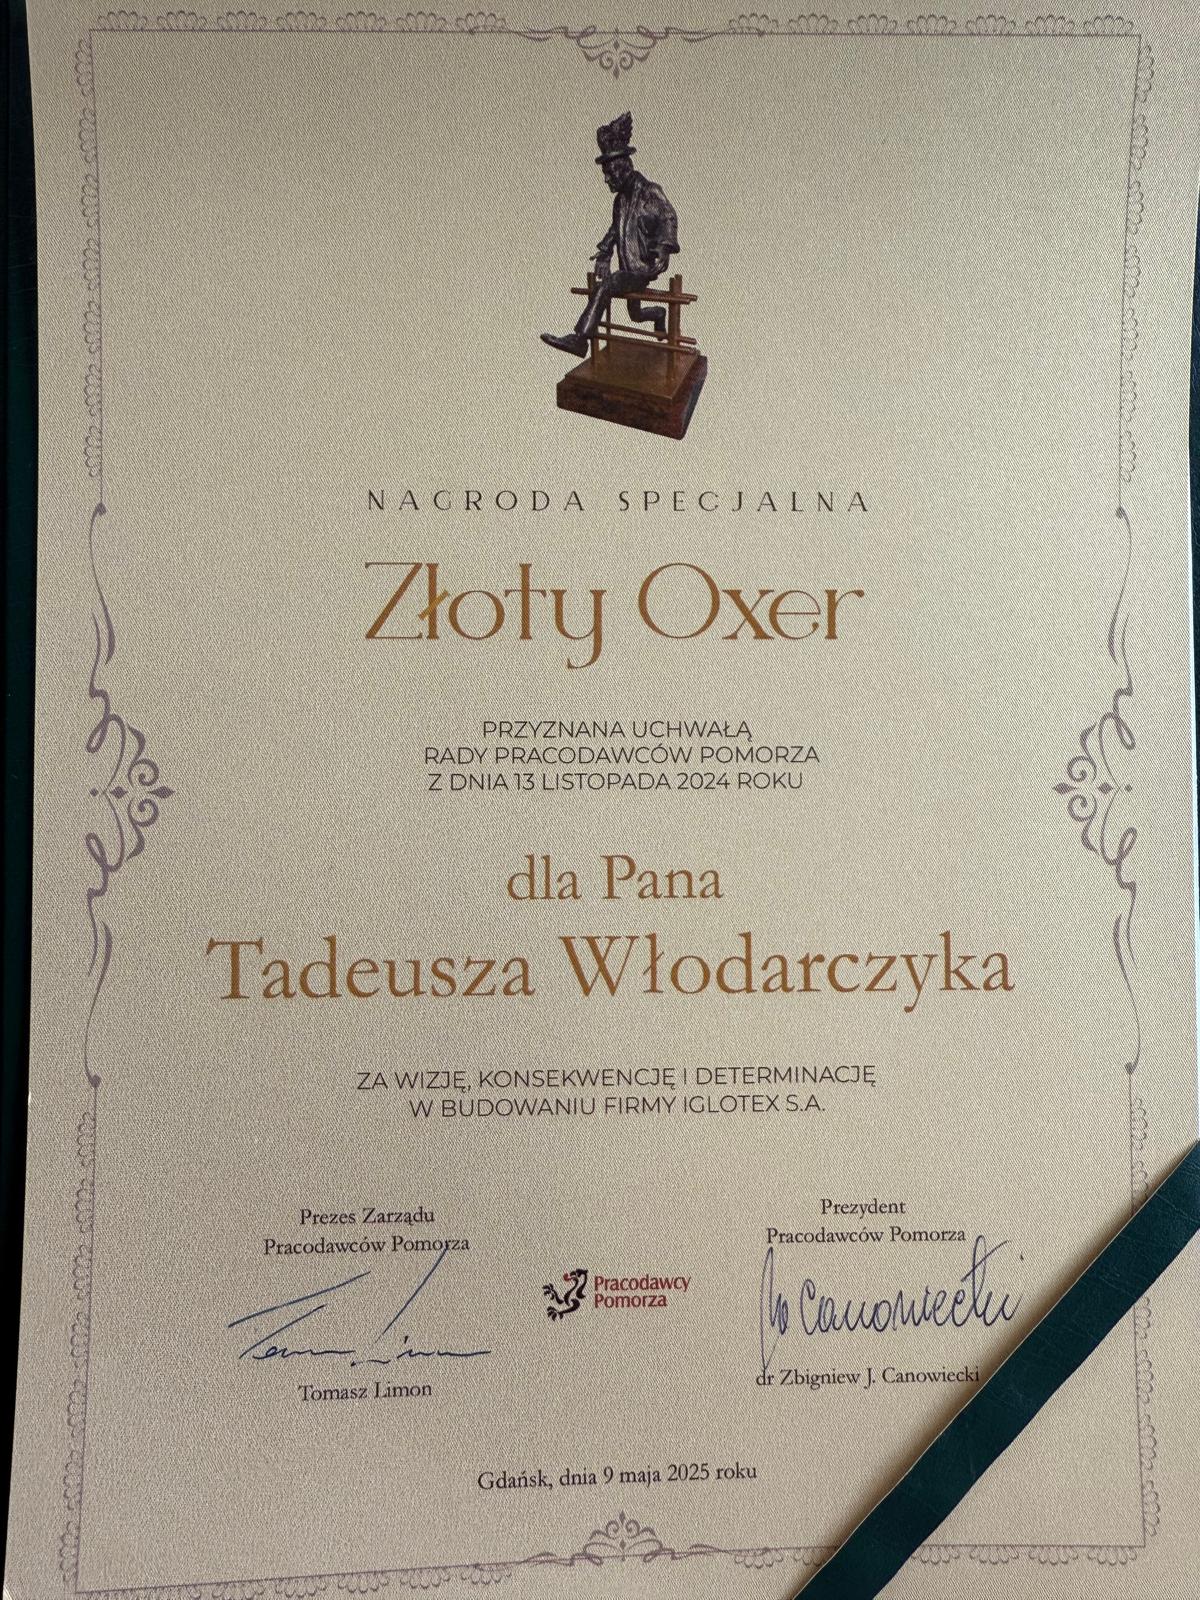 NAGRODA SPECJALNA
Złoty Oxer
PRZYZNANA UCHWAŁĄ
RADY PRACODAWCÓW POMORZA
Z DNIA 13 LISTOPADA 2024 ROKU
dla Pana
Tadeusza Włodarczyka
ZA WIZJĘ, KONSEKWENCJĘ I DETERMINACJĘ
W BUDOWANIU FIRMY IGLOTEX S.A.
Prezes Zarządu
Pracodawców Pomorza
Tomasz Limon
Pracodawcy
Pomorza
Prezydent
Pracodawców Pomorza
Canowiecki
dr Zbigniew J. Canowiecki
Gdańsk, dnia 9 maja 2025 roku